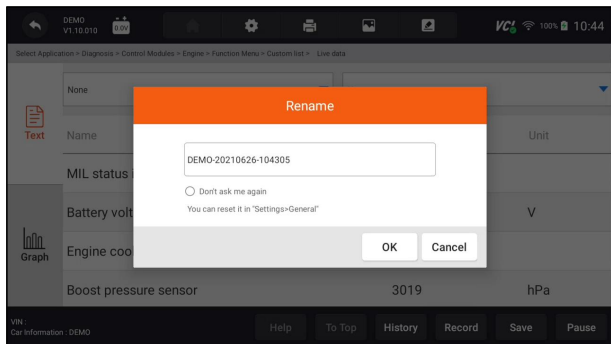 DEMO
V1.10.010
0.0V
VC
100%
10:44
Select Application > Diagnosis > Control Modules > Engine > Function Menu > Custom list > Live data
None
Rename
Text
Name
Unit
DEMO-20210626-104305
MIL status
Don't ask me again
You can reset it in "Settings>General"
Battery volt
V
Graph
Engine coo
OK
Cancel
Boost pressure sensor 3019 hPa
VIN :
Car Information : DEMO
Help
To Top
History
Record
Save
Pause